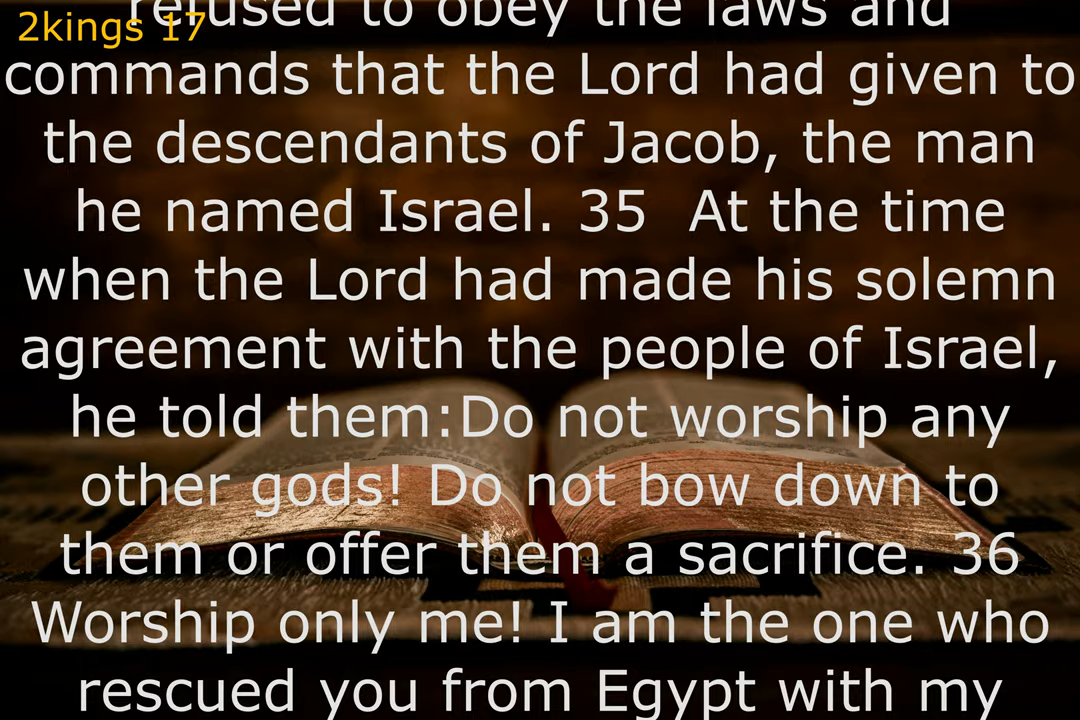 2kings 17
refused to obey the laws and
commands that the Lord had given to
the descendants of Jacob, the man
he named Israel. 35 At the time
when the Lord had made his solemn
agreement with the people of Israel,
he told them:Do not worship any
other gods! Do not bow down to
them or offer them a sacrifice. 36
Worship only me! I am the one who
rescued you from Egypt with my